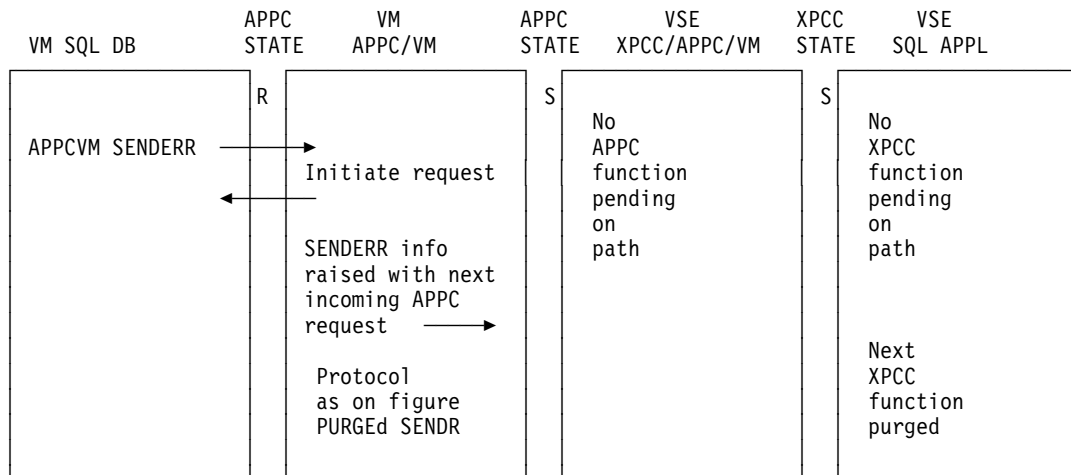 APPC VM APPC VSE XPCC VSE
VM SQL DB STATE APPC/VM STATE XPCC/APPC/VM STATE SQL APPL
R S S
APPCVM SENDERR
Initiate request
SENDERR info
raised with next
incoming APPC
request
Protocol
as on figure
PURGEd SENDR
No
APPC
function
pending
on
path
No
XPCC
function
pending
on
path
Next
XPCC
function
purged